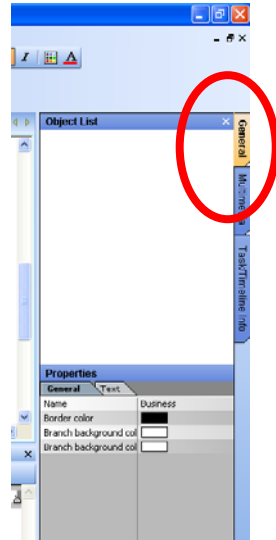 I A
Object List
General
Multimedia
Task/Timeline Info
Properties
General Text
Name Business
Border color
Branch background col
Branch background col